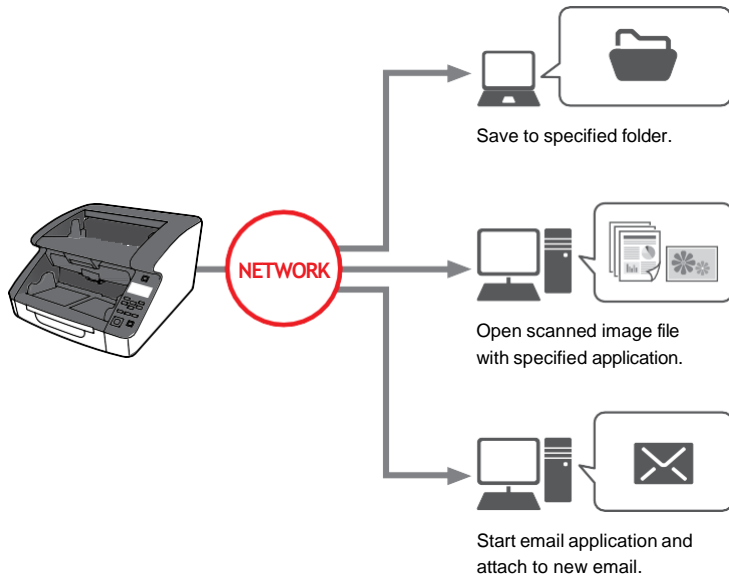 Save to specified folder.
NETWORK
Open scanned image file
with specified application.
Start email application and
attach to new email.